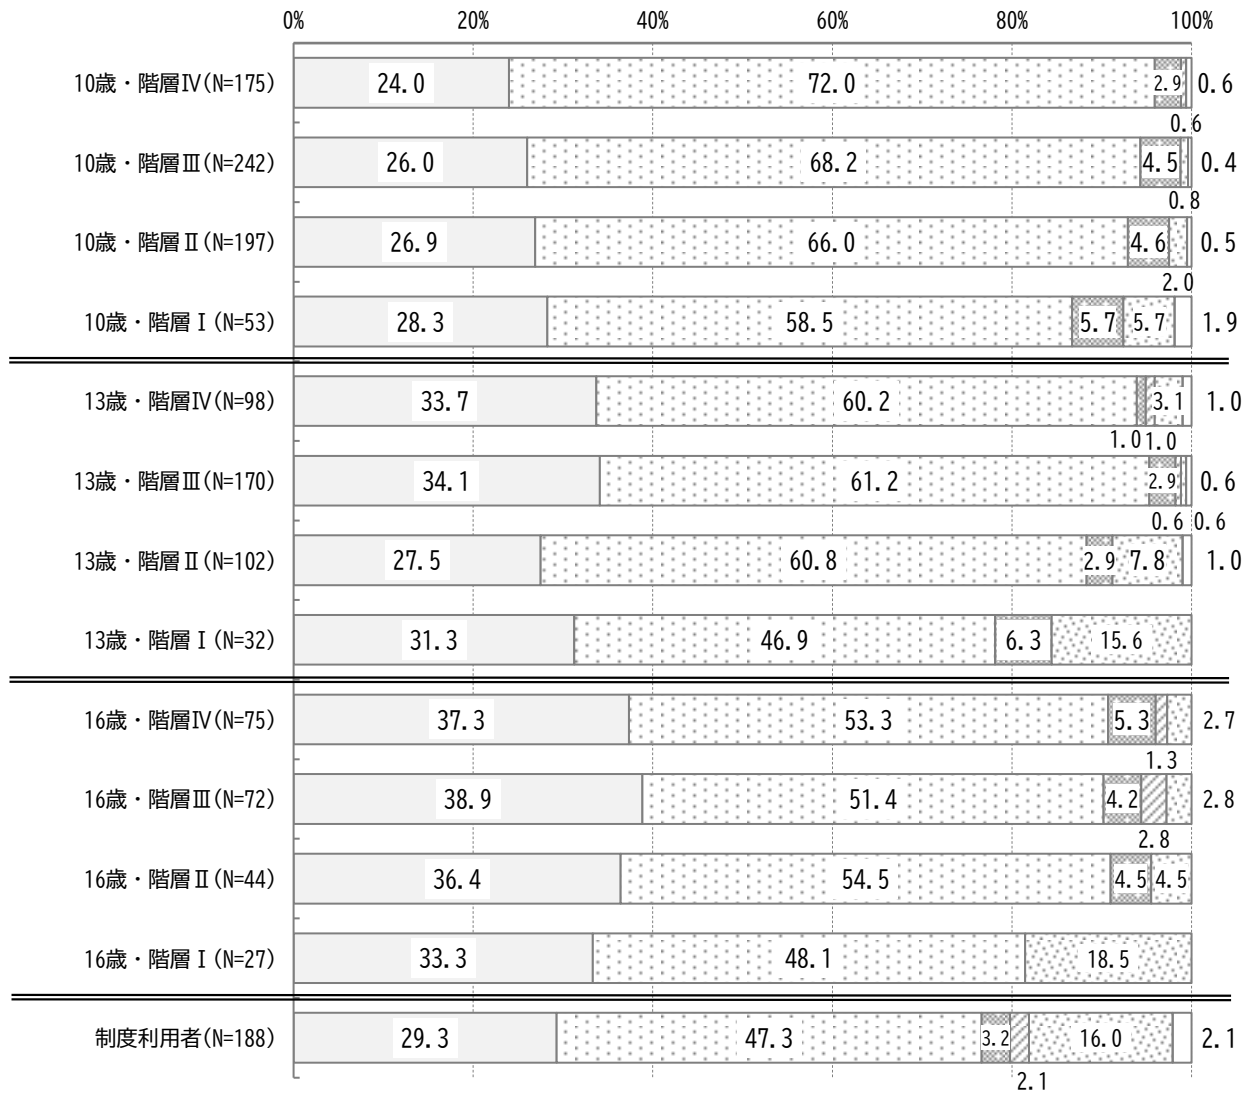 0% 20% 40% 60% 80% 100%
10歳・階層Ⅳ(N=175) 24.0 72.0 2.9 0.6
0.6
10歳・階層Ⅲ(N=242) 26.0 68.2 4.5 0.4
0.8
10歳・階層Ⅱ(N=197) 26.9 66.0 4.6 0.5
2.0
10歳・階層Ⅰ(N=53) 28.3 58.5 5.7 5.7 1.9
13歳・階層Ⅳ(N=98) 33.7 60.2 3.1 1.0
1.0 1.0
13歳・階層Ⅲ(N=170) 34.1 61.2 2.9 0.6
0.6 0.6
13歳・階層Ⅱ(N=102) 27.5 60.8 2.9 7.8 1.0
13歳・階層Ⅰ(N=32) 31.3 46.9 6.3 15.6
16歳・階層Ⅳ(N=75) 37.3 53.3 5.3 2.7
1.3
16歳・階層Ⅲ(N=72) 38.9 51.4 4.2 2.8
2.8
16歳・階層Ⅱ(N=44) 36.4 54.5 4.5 4.5
16歳・階層Ⅰ(N=27) 33.3 48.1 18.5
制度利用者(N=188) 29.3 47.3 3.2 16.0 2.1
2.1